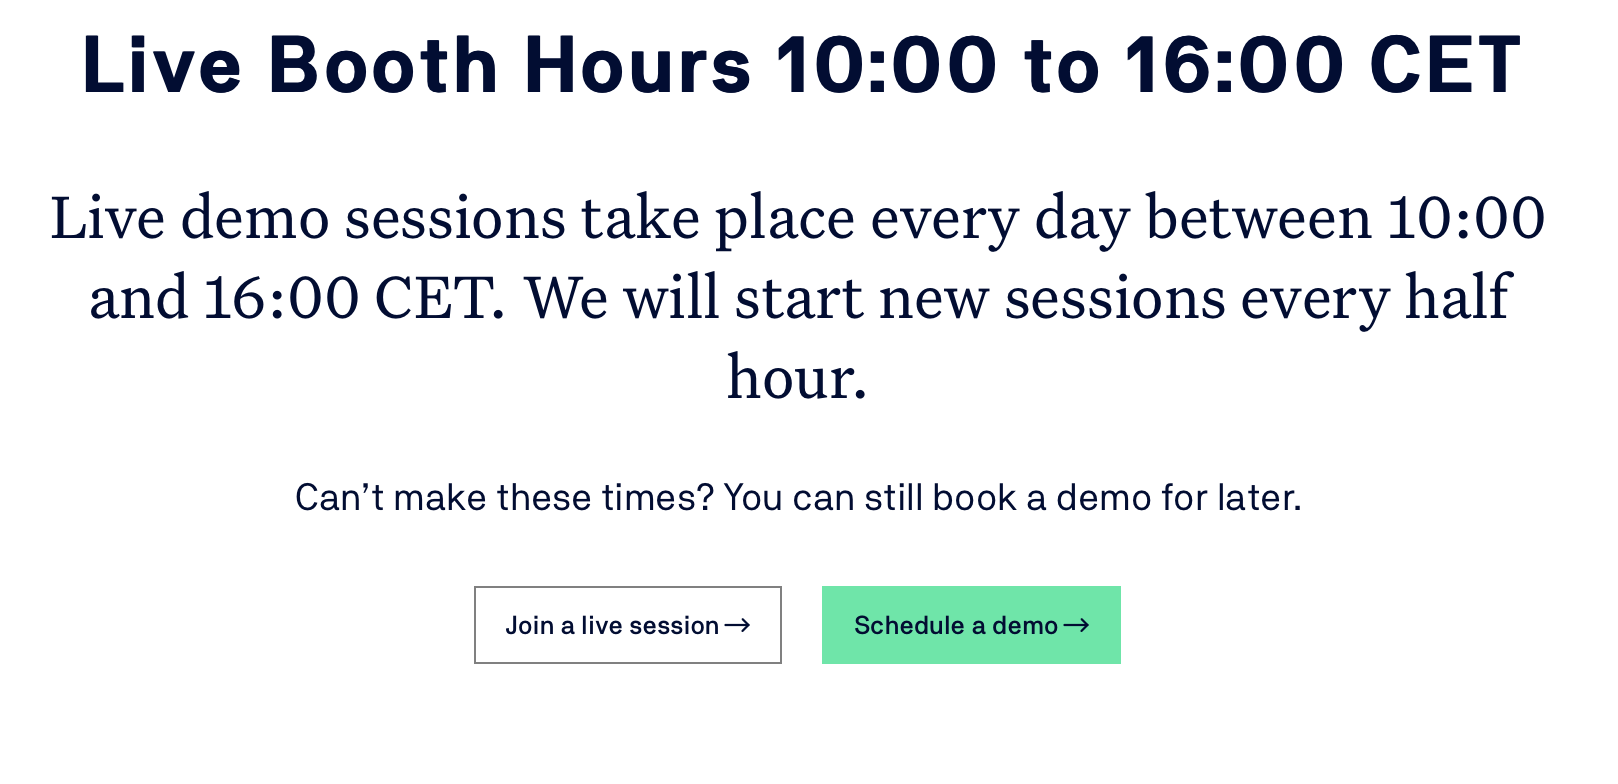 Live Booth Hours 10:00 to 16:00 CET
Live demo sessions take place every day between 10:00
and 16:00 CET. We will start new sessions every half
hour.
Can’t make these times? You can still book a demo for later.
Join a live session →
Schedule a demo →